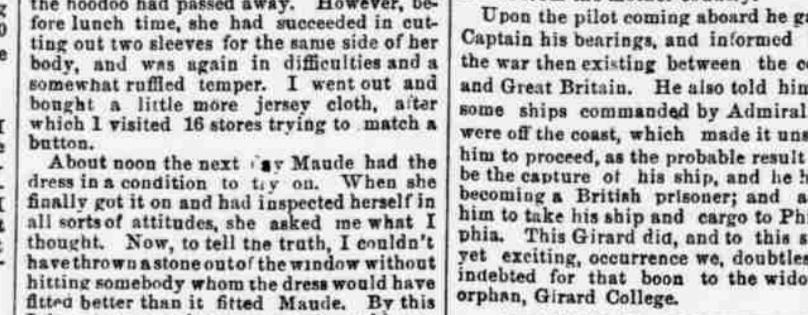 the hoodoo had passed away. However, be-
fore lunch time, she had succeeded in cut-
ting out two sleeves for the same side of her
body, and was again in difficulties and a
somewhat ruffled temper. I went out and
bought a little more jersey cloth, after
which I visited 16 stores trying to match a
button.
About noon the next day Maude had the
dress in a condition to try on. When she
finally got it on and had inspected herself in
all sorts of attitudes, she asked me what I
thought. Now, to tell the truth, I couldn't
have thrown a stone out of the window without
hitting somebody whom the dress would have
fitted better than it fitted Maude. By this
Upon the pilot coming aboard he g
Captain his bearings, and informed
the war then existing between the c
and Great Britain. He also told him
some ships commanded by Admiral
were off the coast, which made it uns
him to proceed, as the probable result
be the capture of his ship, and he h
becoming a British prisoner; and a
him to take his ship and cargo to Ph
phia. This Girard did, and to this s
yet exciting, occurrence we, doubtles
indebted for that boon to the wido
orphan, Girard College.